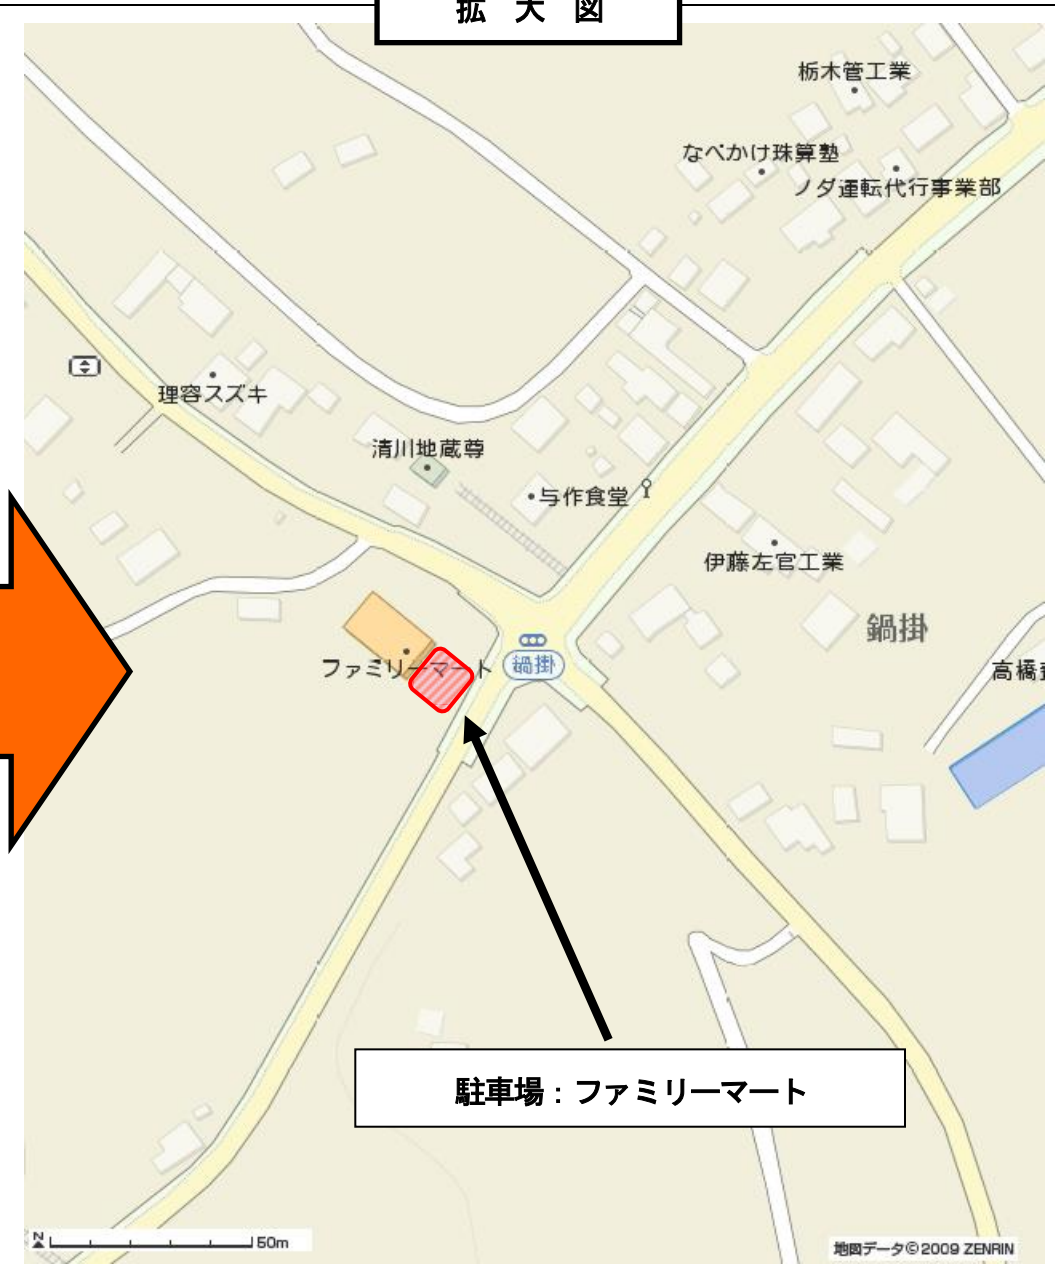 拡 大 図
栃木管工業
なべかけ珠算塾
ノダ運転代行事業部
理容スズキ
清川地蔵尊
与作食堂
伊藤左官工業
鍋掛
ファミリーマート
鍋掛
高橋
駐車場：ファミリーマート
N
50m
地図データ©2009 ZENRIN